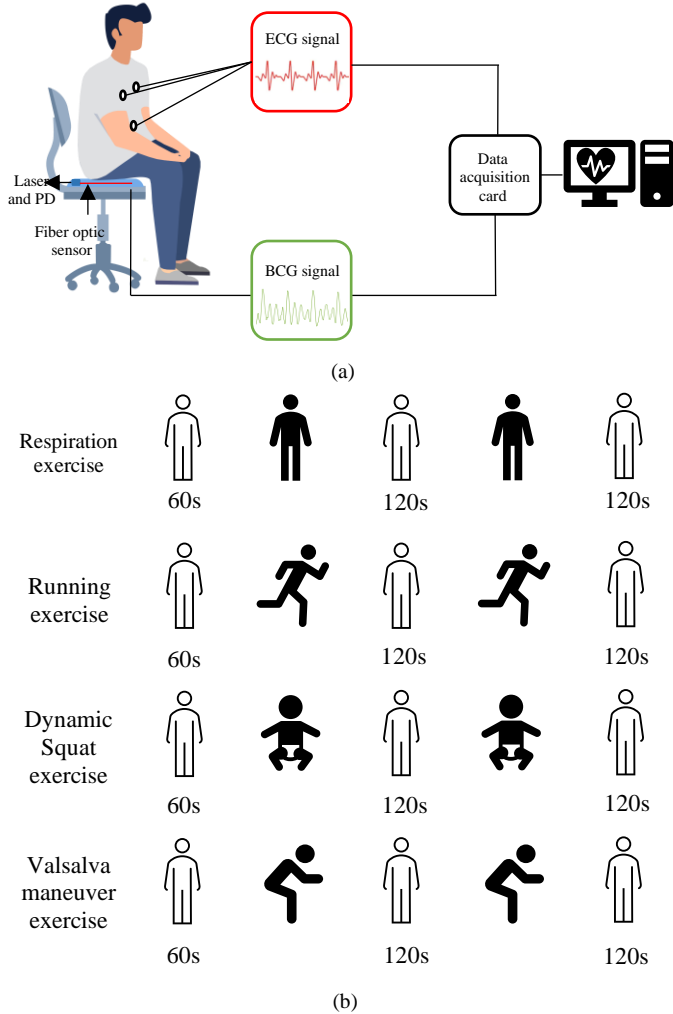 ECG signal
Laser
and PD
Fiber optic
sensor
Data
acquisition
card
BCG signal
(a)
Respiration
exercise
60s
120s
120s
Running
exercise
60s
120s
120s
Dynamic
Squat
exercise
60s
120s
120s
Valsalva
maneuver
exercise
60s
120s
120s
(b)